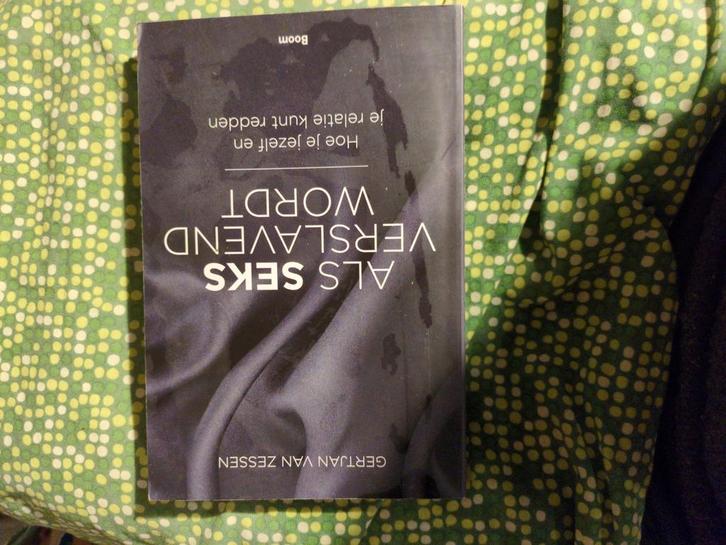 GERTJAN VAN ZESSEN
ALS SEKS
VERSLAVEND
WORDT
Hoe je jezelf en
je relatie kunt redden
Boom